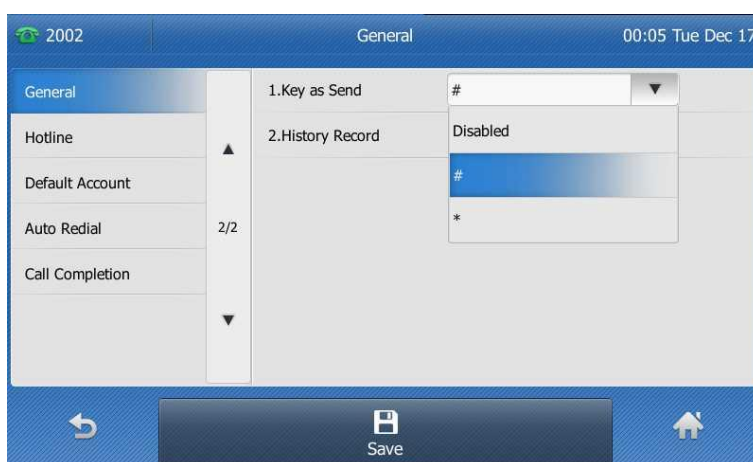 2002 General 00:05 Tue Dec 17
General
Hotline
Default Account
Auto Redial
Call Completion
2/2
1.Key as Send #
2.History Record
Disabled
#
*
Save